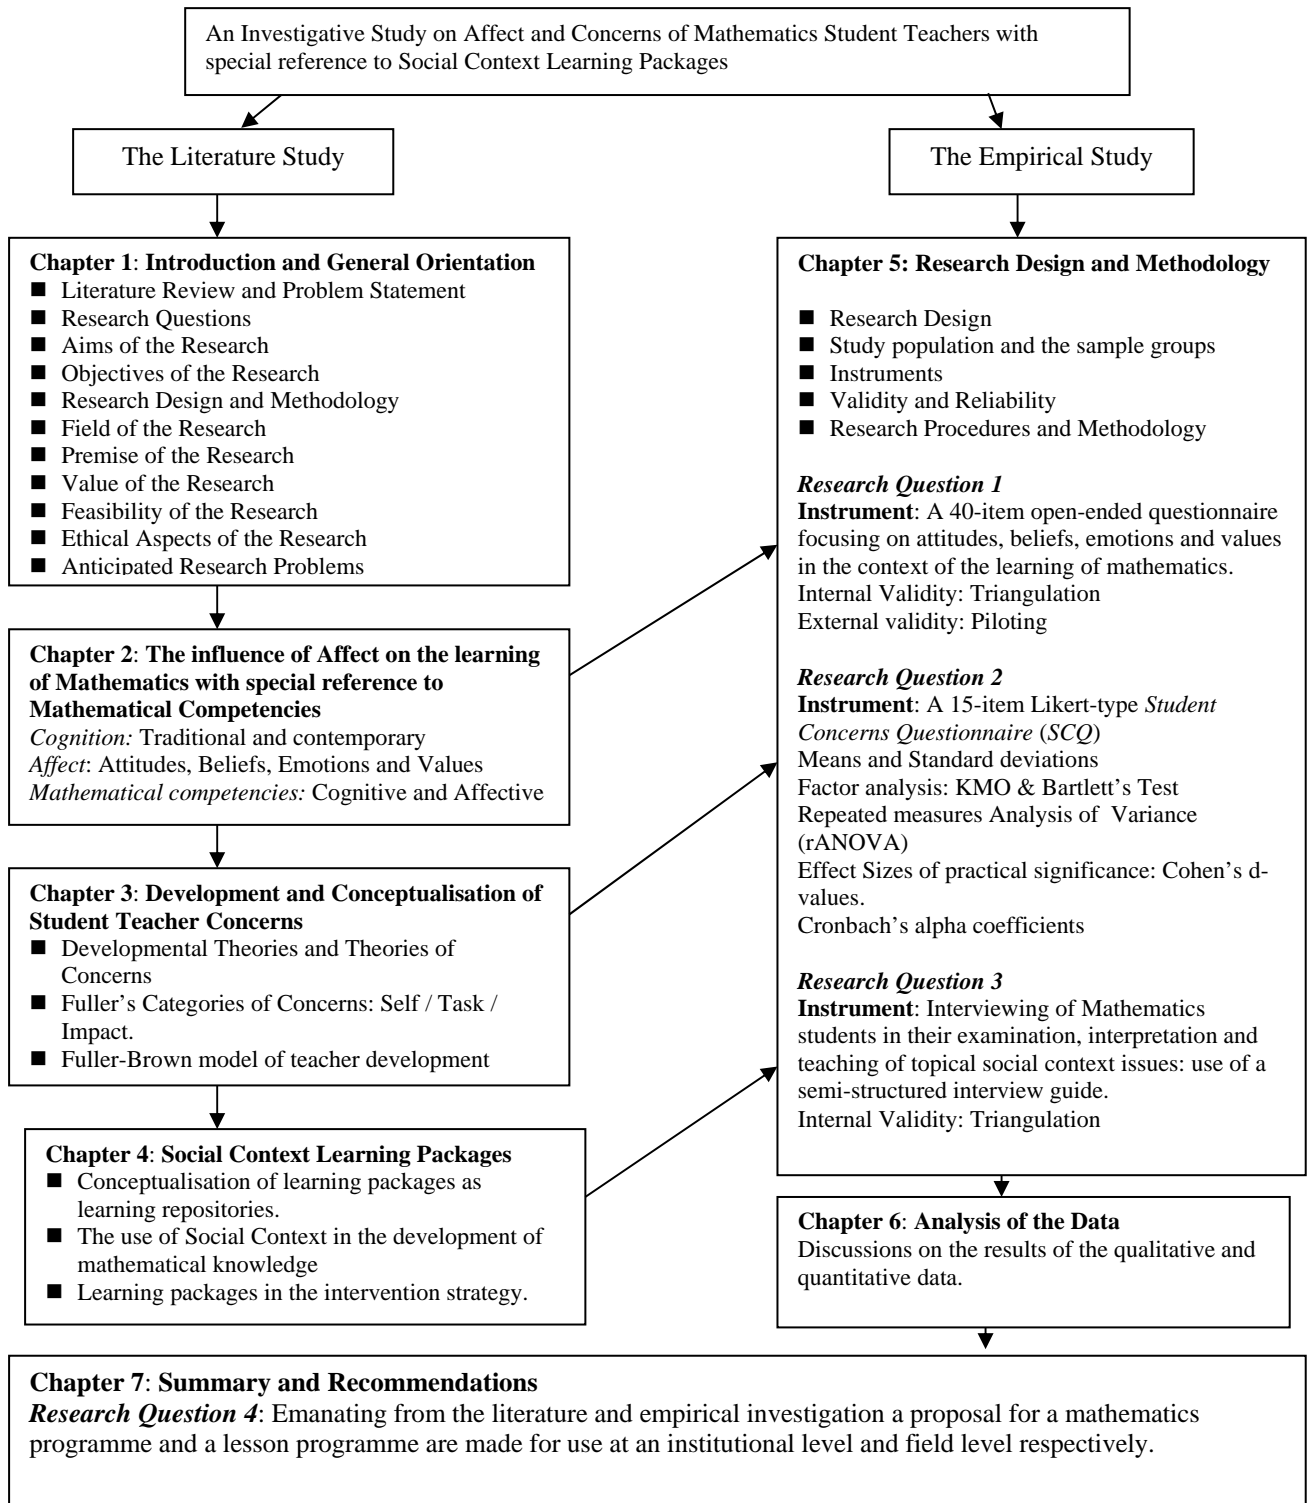 An Investigative Study on Affect and Concerns of Mathematics Student Teachers with
special reference to Social Context Learning Packages
The Literature Study
The Empirical Study
Chapter 1: Introduction and General Orientation
■ Literature Review and Problem Statement
■ Research Questions
■ Aims of the Research
■ Objectives of the Research
■ Research Design and Methodology
■ Field of the Research
■ Premise of the Research
■ Value of the Research
■ Feasibility of the Research
■ Ethical Aspects of the Research
■ Anticipated Research Problems
Chapter 2: The influence of Affect on the learning
of Mathematics with special reference to
Mathematical Competencies
Cognition: Traditional and contemporary
Affect: Attitudes, Beliefs, Emotions and Values
Mathematical competencies: Cognitive and Affective
Chapter 3: Development and Conceptualisation of
Student Teacher Concerns
■ Developmental Theories and Theories of
Concerns
■ Fuller's Categories of Concerns: Self / Task /
Impact.
■ Fuller-Brown model of teacher development
Chapter 4: Social Context Learning Packages
■ Conceptualisation of learning packages as
learning repositories.
■ The use of Social Context in the development of
mathematical knowledge
■ Learning packages in the intervention strategy.
Chapter 5: Research Design and Methodology
■ Research Design
■ Study population and the sample groups
■ Instruments
■ Validity and Reliability
■ Research Procedures and Methodology
Research Question 1
Instrument: A 40-item open-ended questionnaire
focusing on attitudes, beliefs, emotions and values
in the context of the learning of mathematics.
Internal Validity: Triangulation
External validity: Piloting
Research Question 2
Instrument: A 15-item Likert-type Student
Concerns Questionnaire (SCQ)
Means and Standard deviations
Factor analysis: KMO & Bartlett's Test
Repeated measures Analysis of Variance
(rANOVA)
Effect Sizes of practical significance: Cohen's d-
values.
Cronbach's alpha coefficients
Research Question 3
Instrument: Interviewing of Mathematics
students in their examination, interpretation and
teaching of topical social context issues: use of a
semi-structured interview guide.
Internal Validity: Triangulation
Chapter 6: Analysis of the Data
Discussions on the results of the qualitative and
quantitative data.
Chapter 7: Summary and Recommendations
Research Question 4: Emanating from the literature and empirical investigation a proposal for a mathematics
programme and a lesson programme are made for use at an institutional level and field level respectively.